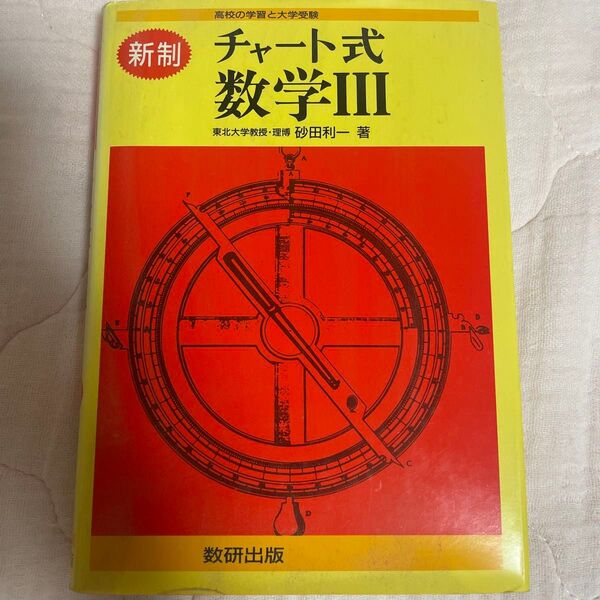 高校の学習と大学受験
新制
チャート式
数学III
東北大学教授・理博 砂田利一 著
A
A
P
B
B
E
C
D
数研出版